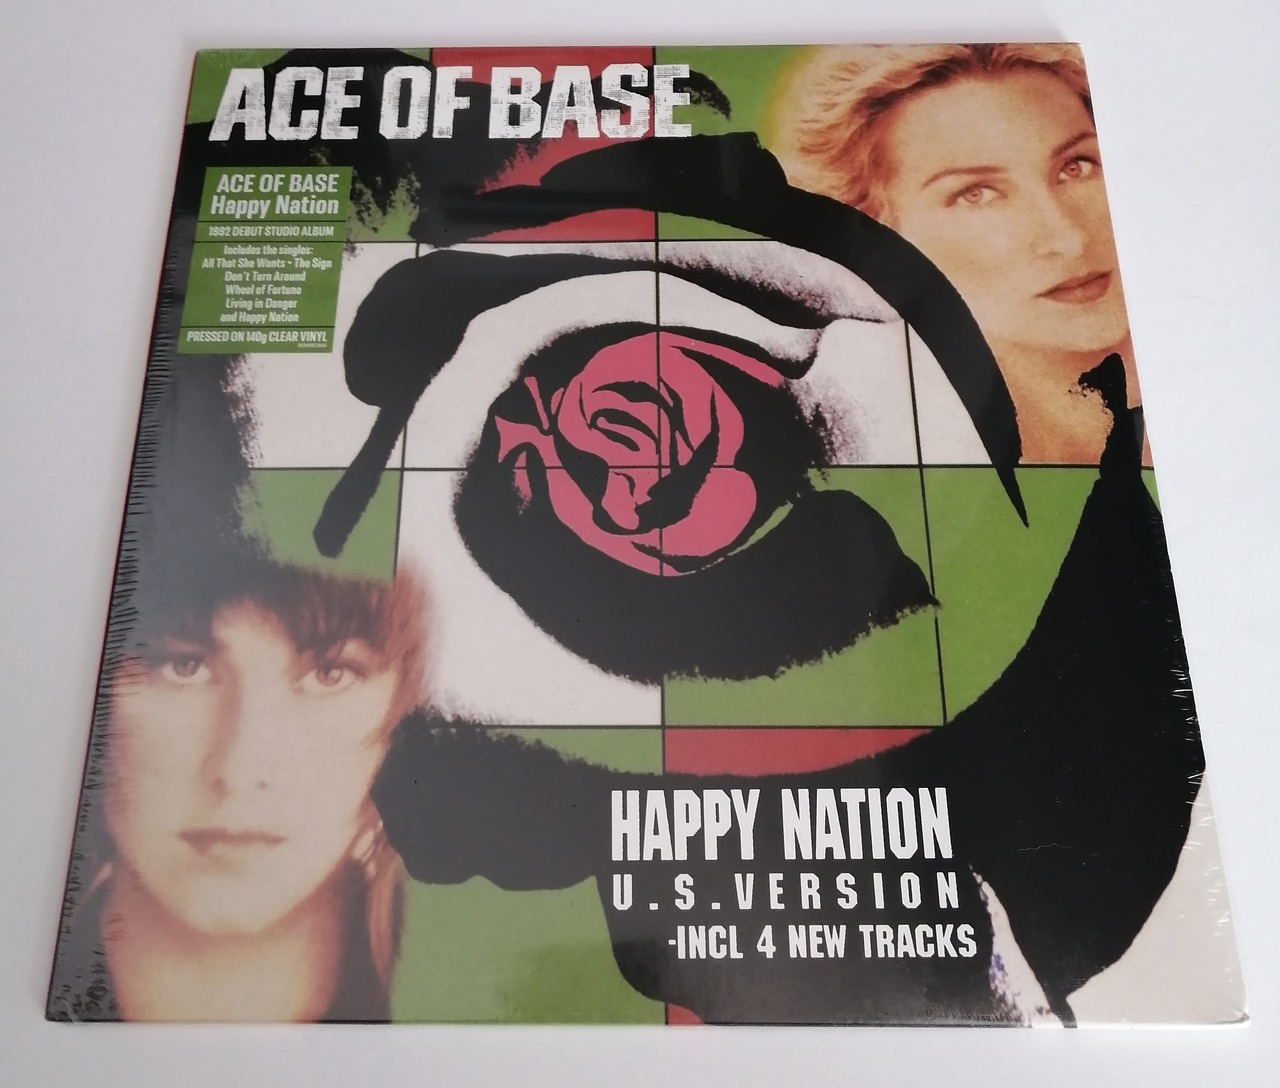 ACE OF BASE
ACE OF BASE
Happy Nation
1992 DEBUT STUDIO ALBUM
Includes the singles:
All That She Wants • The Sign
Don't Turn Around
Wheel of Fortune
Living in Danger
and Happy Nation
PRESSED ON 140g CLEAR VINYL
HAPPY NATION
U.S.VERSION
-INCL 4 NEW TRACKS